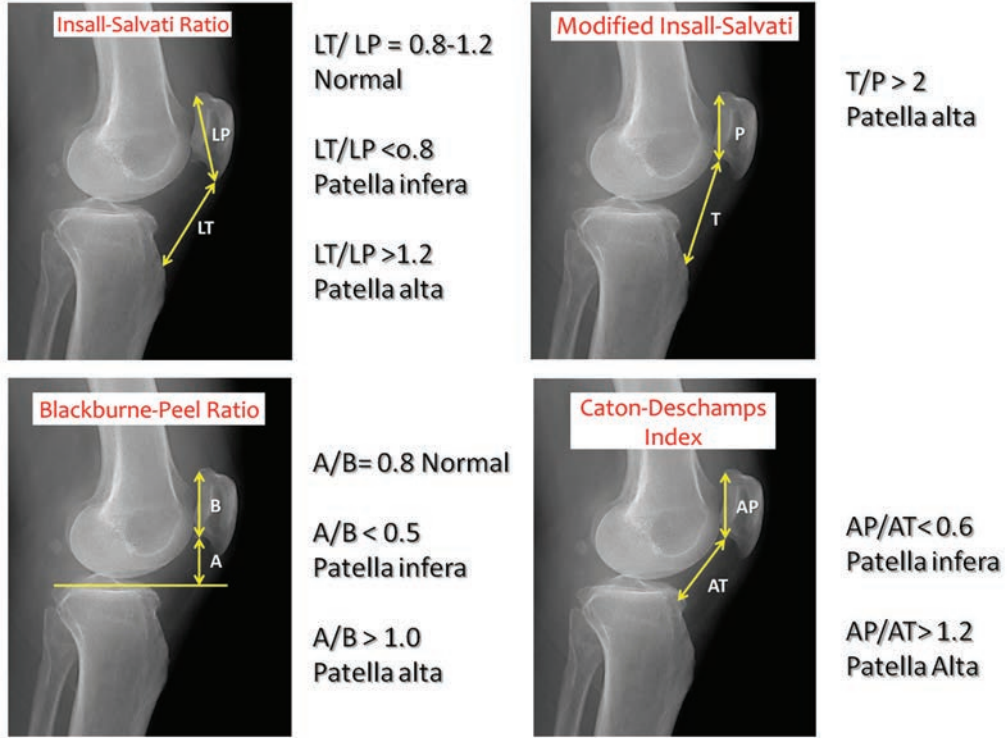 Insall-Salvati Ratio
LP
LT
LT/ LP = 0.8-1.2
Normal
LT/LP <o.8
Patella infera
LT/LP >1.2
Patella alta
Modified Insall-Salvati
P
T
T/P > 2
Patella alta
Blackburne-Peel Ratio
B
A
A/B= 0.8 Normal
A/B < 0.5
Patella infera
A/B > 1.0
Patella alta
Caton-Deschamps
Index
AP
AT
AP/AT< 0.6
Patella infera
AP/AT> 1.2
Patella Alta